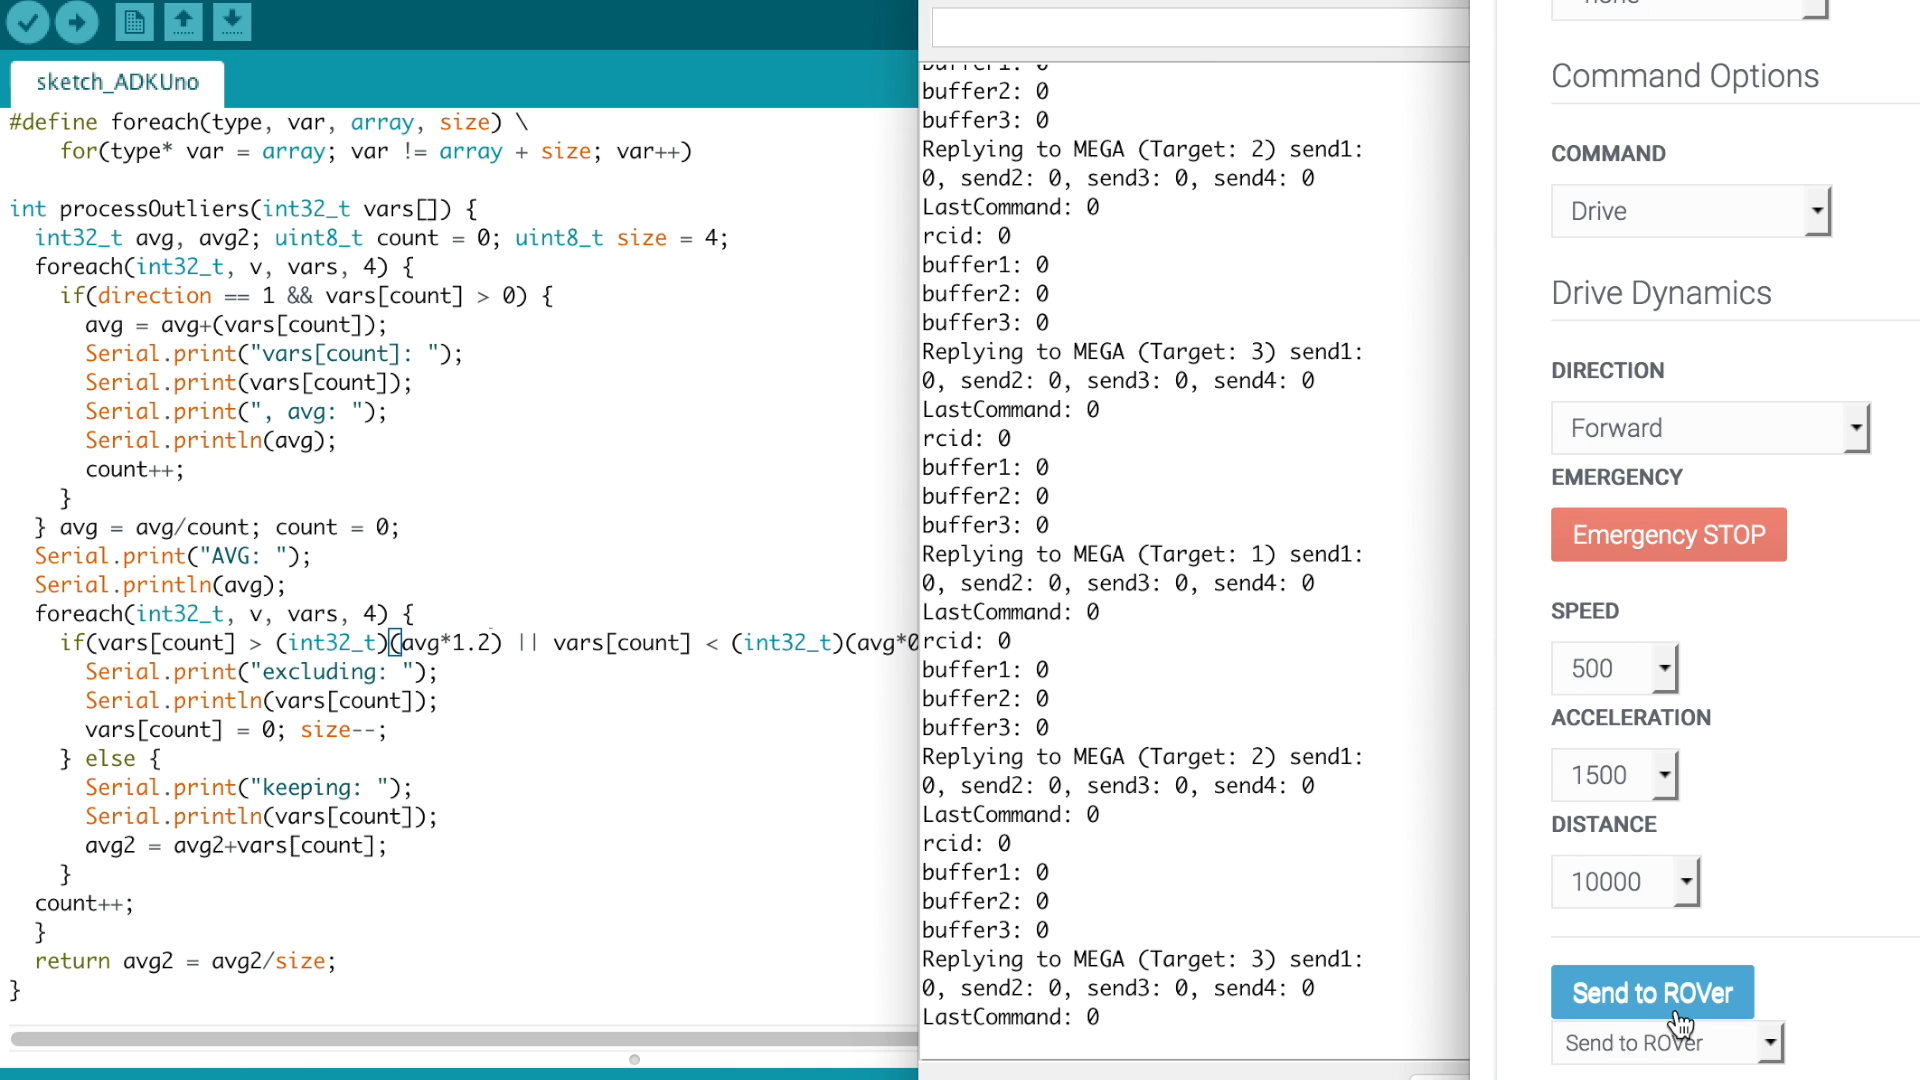 sketch_ADKUno
#define foreach(type, var, array, size) \
for(type* var = array; var != array + size; var++)
int processOutliers(int32_t vars[]) {
int32_t avg, avg2; uint8_t count = 0; uint8_t size = 4;
foreach(int32_t, v, vars, 4) {
if(direction == 1 && vars[count] > 0) {
avg = avg+(vars[count]);
Serial.print("vars[count]: ");
Serial.print(vars[count]);
Serial.print(", avg: ");
Serial.println(avg);
count++;
}
} avg = avg/count; count = 0;
Serial.print("AVG: ");
Serial.println(avg);
foreach(int32_t, v, vars, 4) {
if(vars[count] > (int32_t)(avg*1.2) || vars[count] < (int32_t)(avg*0
Serial.print("excluding: ");
Serial.println(vars[count]);
vars[count] = 0; size--;
} else {
Serial.print("keeping: ");
Serial.println(vars[count]);
avg2 = avg2+vars[count];
}
count++;
}
return avg2 = avg2/size;
}
buffer1: 0
buffer2: 0
buffer3: 0
Replying to MEGA (Target: 2) send1:
0, send2: 0, send3: 0, send4: 0
LastCommand: 0
rcid: 0
buffer1: 0
buffer2: 0
buffer3: 0
Replying to MEGA (Target: 3) send1:
0, send2: 0, send3: 0, send4: 0
LastCommand: 0
rcid: 0
buffer1: 0
buffer2: 0
buffer3: 0
Replying to MEGA (Target: 1) send1:
0, send2: 0, send3: 0, send4: 0
LastCommand: 0
rcid: 0
buffer1: 0
buffer2: 0
buffer3: 0
Replying to MEGA (Target: 2) send1:
0, send2: 0, send3: 0, send4: 0
LastCommand: 0
rcid: 0
buffer1: 0
buffer2: 0
buffer3: 0
Replying to MEGA (Target: 3) send1:
0, send2: 0, send3: 0, send4: 0
LastCommand: 0
Command Options
COMMAND
Drive
Drive Dynamics
DIRECTION
Forward
EMERGENCY
Emergency STOP
SPEED
500
ACCELERATION
1500
DISTANCE
10000
Send to ROVer
Send to ROVer